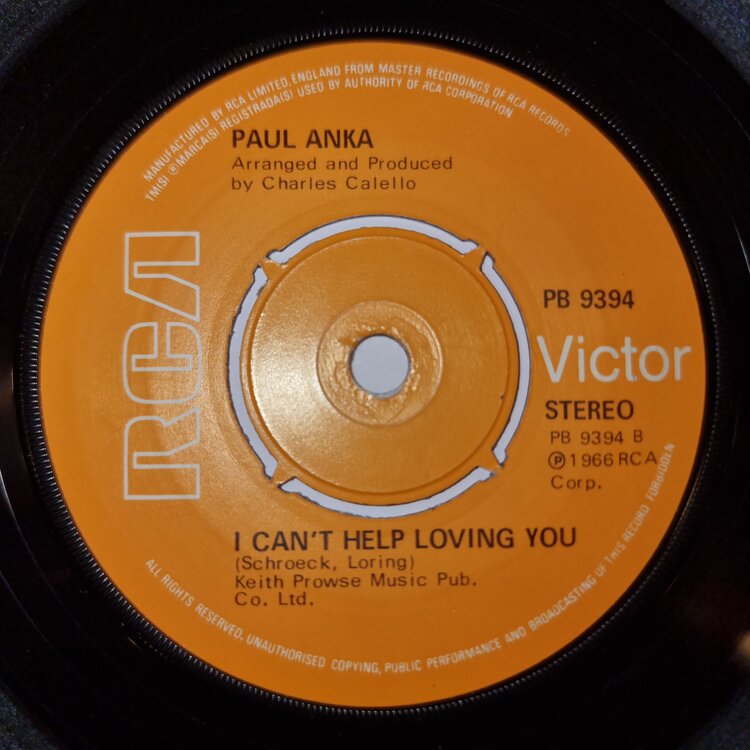 MANUFACTURED BY RCA LIMITED, ENGLAND FROM MASTER RECORDINGS OF RCA RECORDS
TM(S) ® MARCA(S) REGISTRADA(S) USED BY AUTHORITY OF RCA CORPORATION
PAUL ANKA
Arranged and Produced
by Charles Calello
RCA
PB 9394
Victor
STEREO
PB 9394 B
Ⓟ1966 RCA
Corp.
I CAN'T HELP LOVING YOU
(Schroeck, Loring)
Keith Prowse Music Pub.
Co. Ltd.
ALL RIGHTS RESERVED, UNAUTHORISED COPYING, PUBLIC PERFORMANCE AND BROADCASTING OF THIS RECORD FORBIDDEN